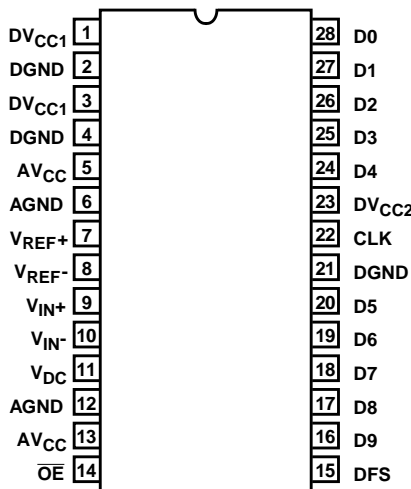 DVCC1 1 28 D0
DGND 2 27 D1
DVCC1 3 26 D2
DGND 4 25 D3
AVCC 5 24 D4
AGND 6 23 DVCC2
VREF+ 7 22 CLK
VREF- 8 21 DGND
VIN+ 9 20 D5
VIN- 10 19 D6
VDC 11 18 D7
AGND 12 17 D8
AVCC 13 16 D9
O̅E̅ 14 15 DFS